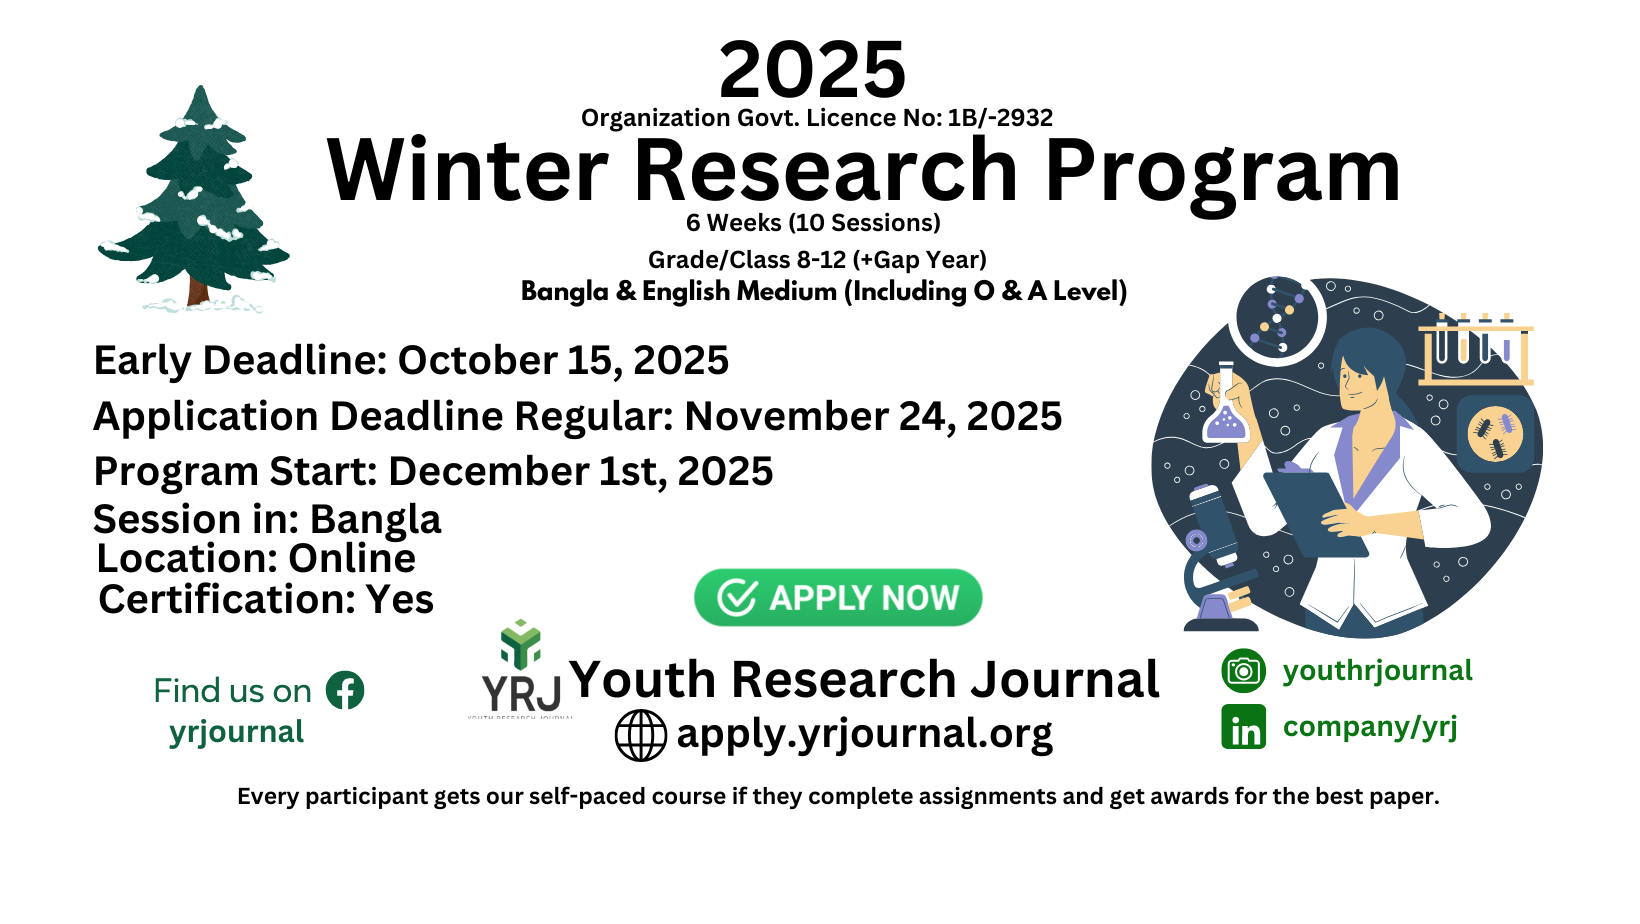 2025
Organization Govt. Licence No: 1B/-2932
Winter Research Program
6 Weeks (10 Sessions)
Grade/Class 8-12 (+Gap Year)
Bangla & English Medium (Including O & A Level)
Early Deadline: October 15, 2025
Application Deadline Regular: November 24, 2025
Program Start: December 1st, 2025
Session in: Bangla
Location: Online
Certification: Yes
APPLY NOW
Find us on
yrjournal
YRJ
YOUTH RESEARCH JOURNAL
Youth Research Journal
apply.yrjournal.org
youthrjournal
in
company/yrj
Every participant gets our self-paced course if they complete assignments and get awards for the best paper.